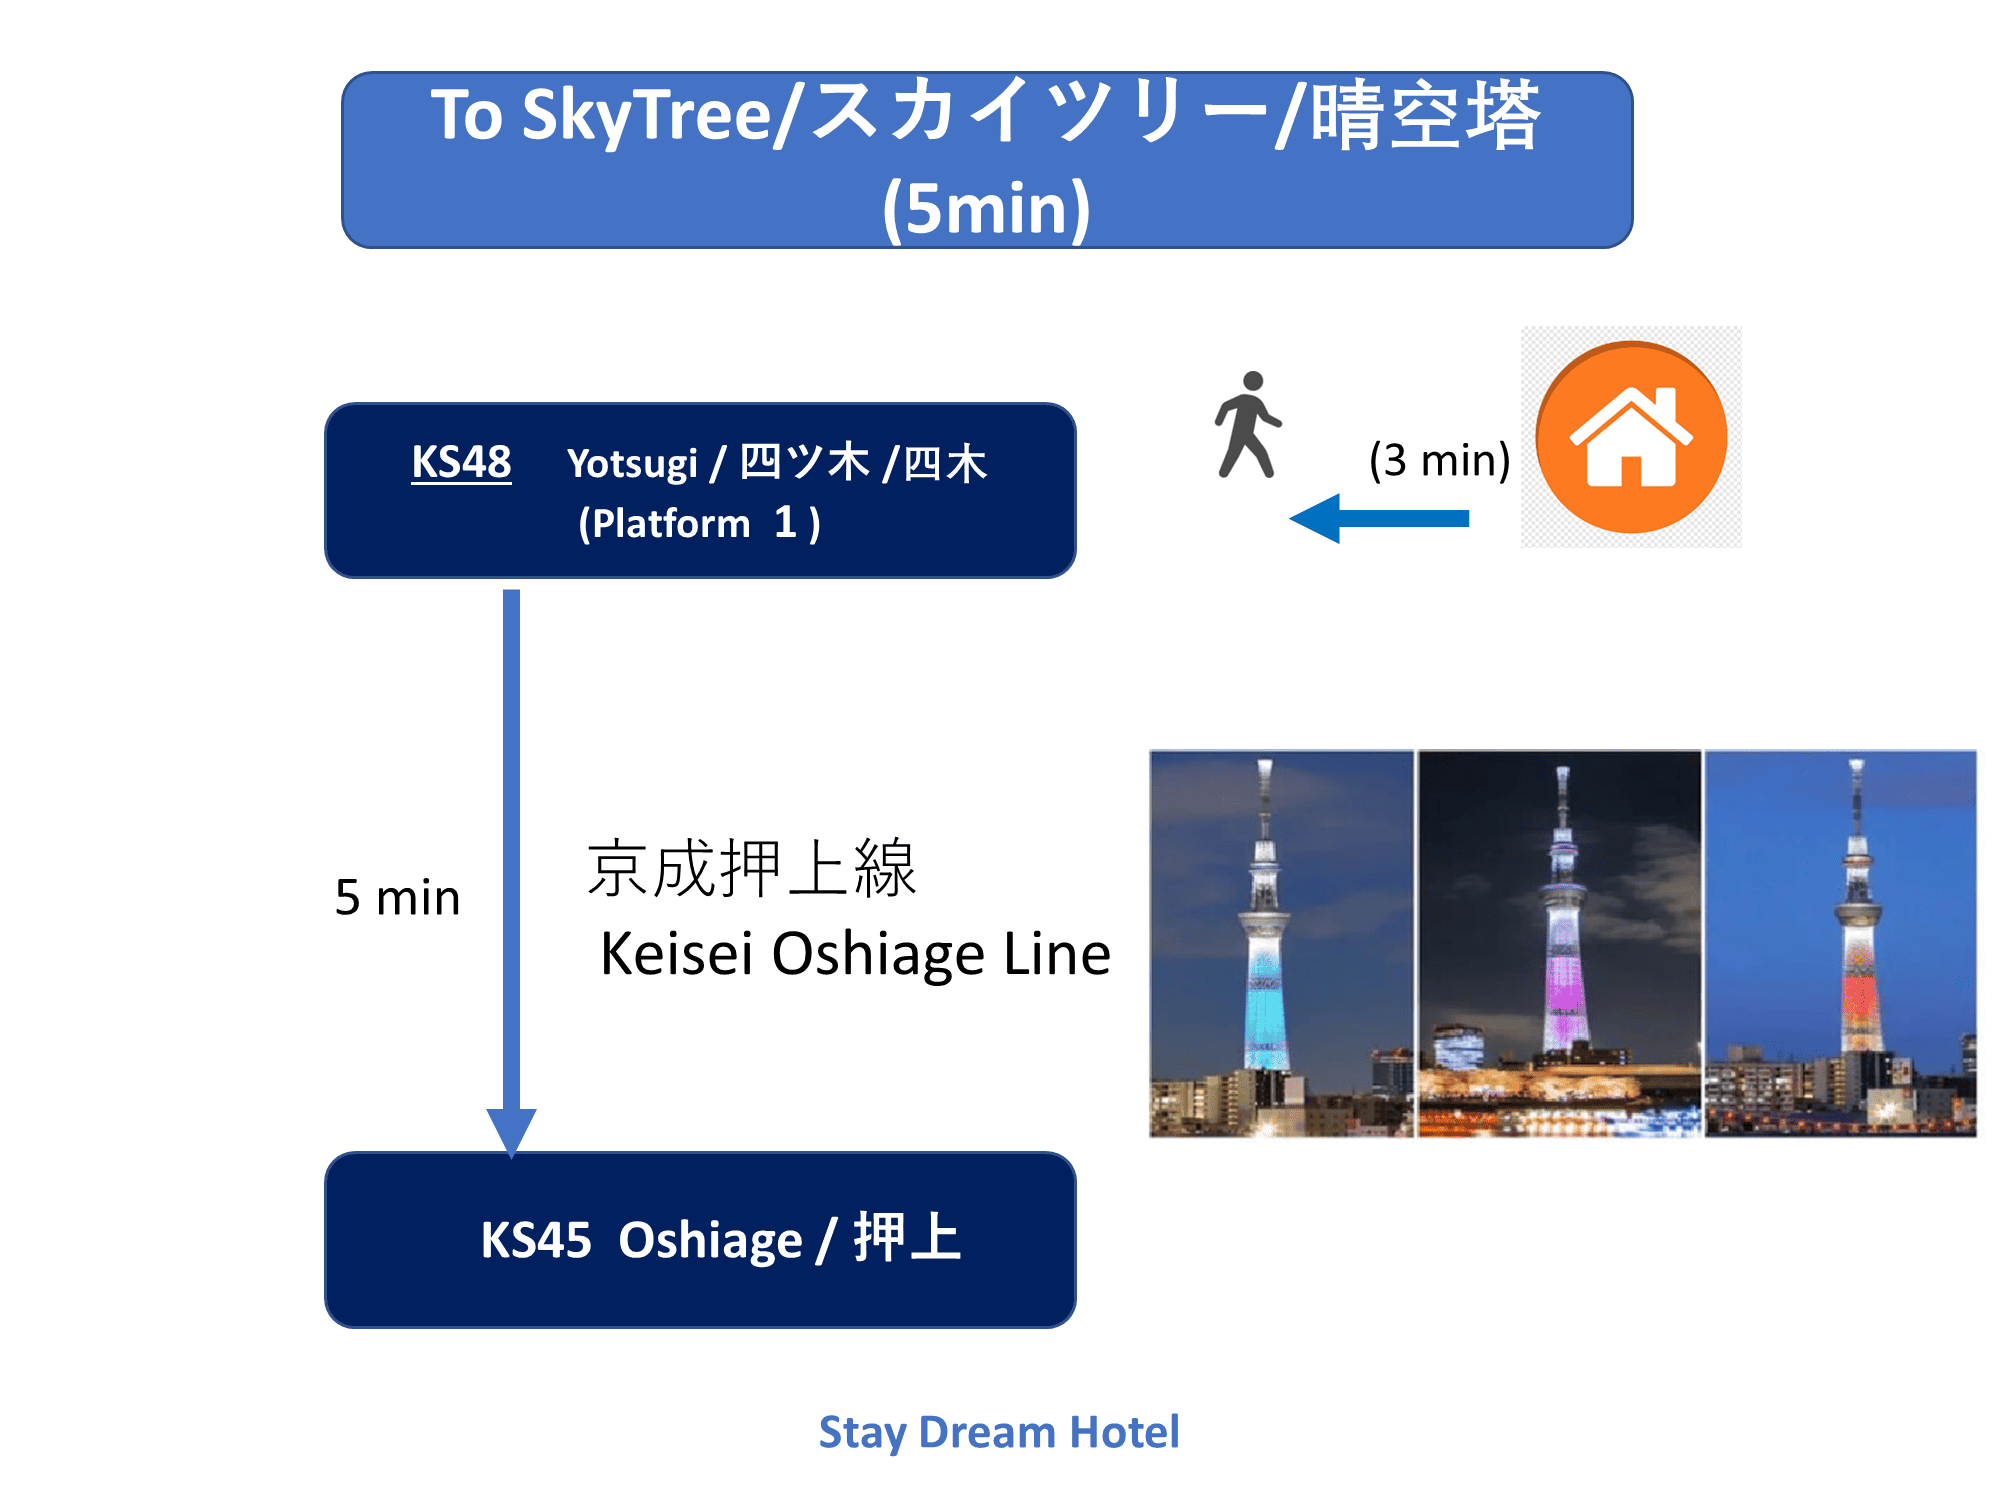 To SkyTree/スカイツリー/晴空塔
(5min)
KS48 Yotsugi / 四ツ木 /四木
(Platform 1 )
(3 min)
5 min
京成押上線
Keisei Oshiage Line
KS45 Oshiage / 押上
Stay Dream Hotel